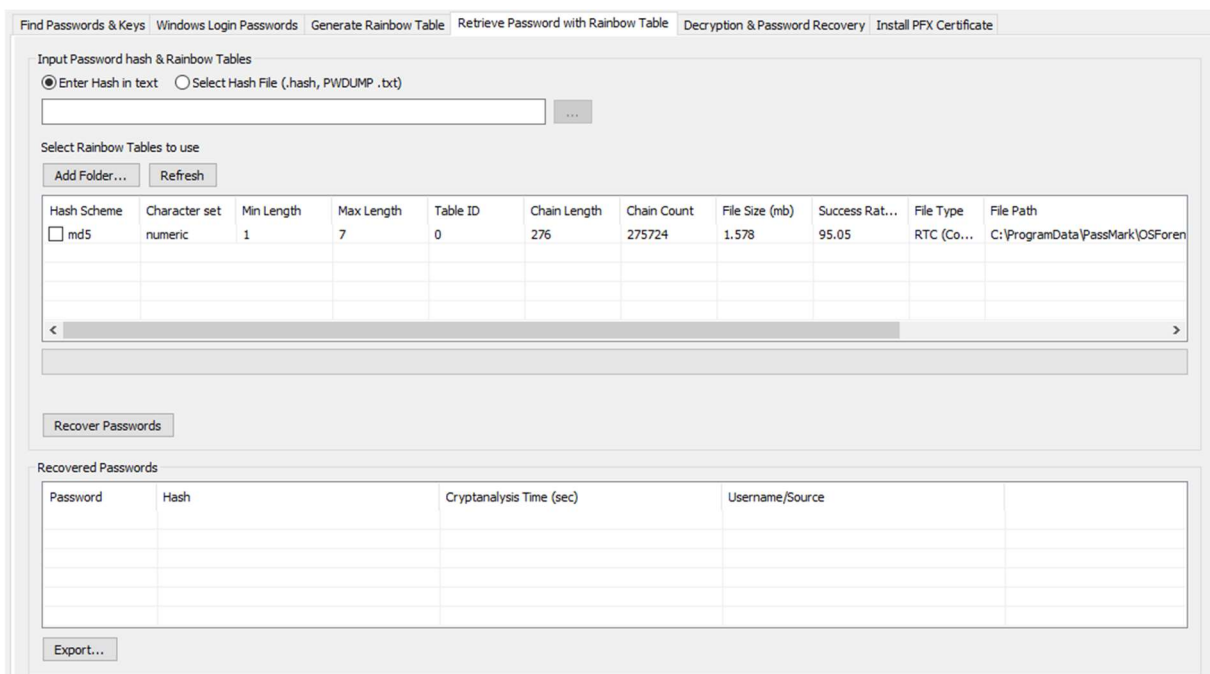 Find Passwords & Keys Windows Login Passwords Generate Rainbow Table Retrieve Password with Rainbow Table Decryption & Password Recovery Install PFX Certificate
Input Password hash & Rainbow Tables
Enter Hash in text Select Hash File (.hash, PWDUMP .txt)
...
Select Rainbow Tables to use
Add Folder... Refresh
Hash Scheme Character set Min Length Max Length Table ID Chain Length Chain Count File Size (mb) Success Rat... File Type File Path
md5 numeric 1 7 0 276 275724 1.578 95.05 RTC (Co... C:\ProgramData\PassMark\OSForen
Recover Passwords
Recovered Passwords
Password Hash Cryptanalysis Time (sec) Username/Source
Export...